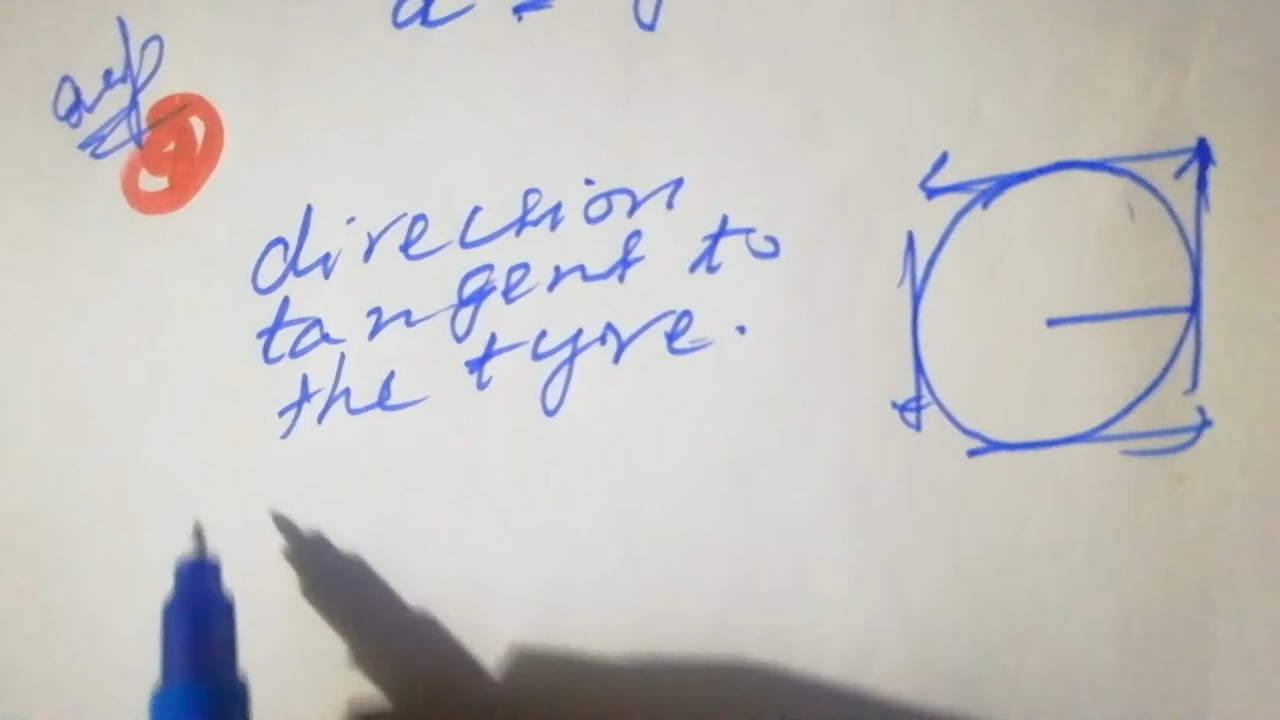 direction
tangent to
the tyre.